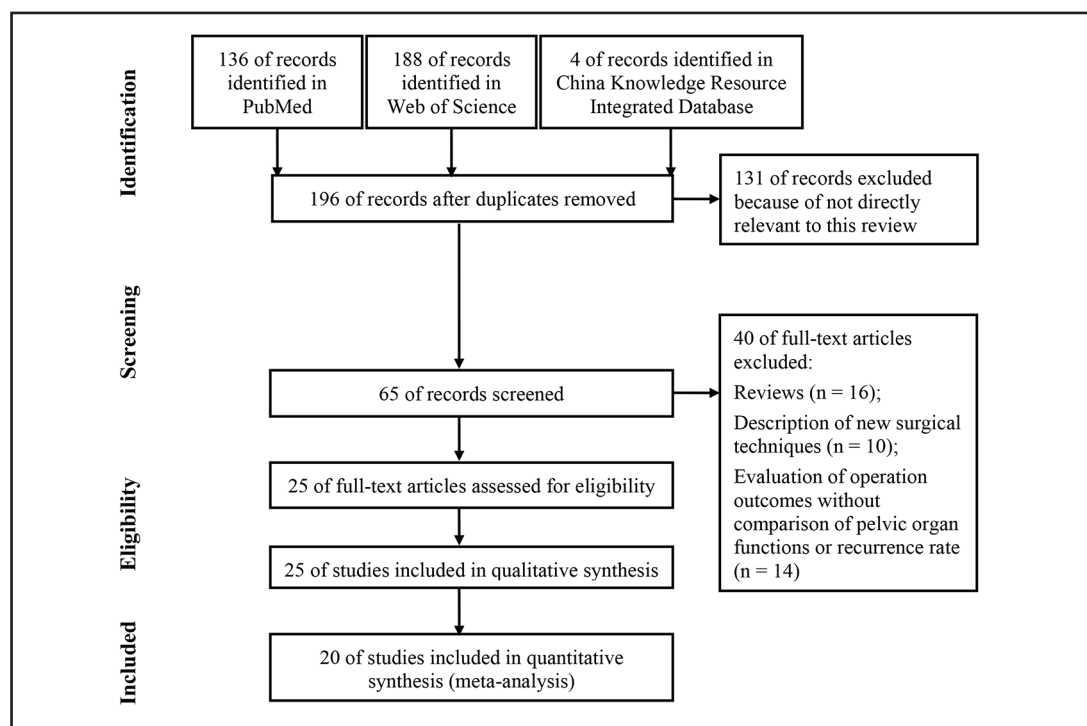 Identification
136 of records
identified in
PubMed
188 of records
identified in
Web of Science
4 of records identified in
China Knowledge Resource
Integrated Database
196 of records after duplicates removed
131 of records excluded
because of not directly
relevant to this review
Screening
65 of records screened
40 of full-text articles
excluded:
Reviews (n = 16);
Description of new surgical
techniques (n = 10);
Evaluation of operation
outcomes without
comparison of pelvic organ
functions or recurrence rate
(n = 14)
Eligibility
25 of full-text articles assessed for eligibility
25 of studies included in qualitative synthesis
Included
20 of studies included in quantitative
synthesis (meta-analysis)